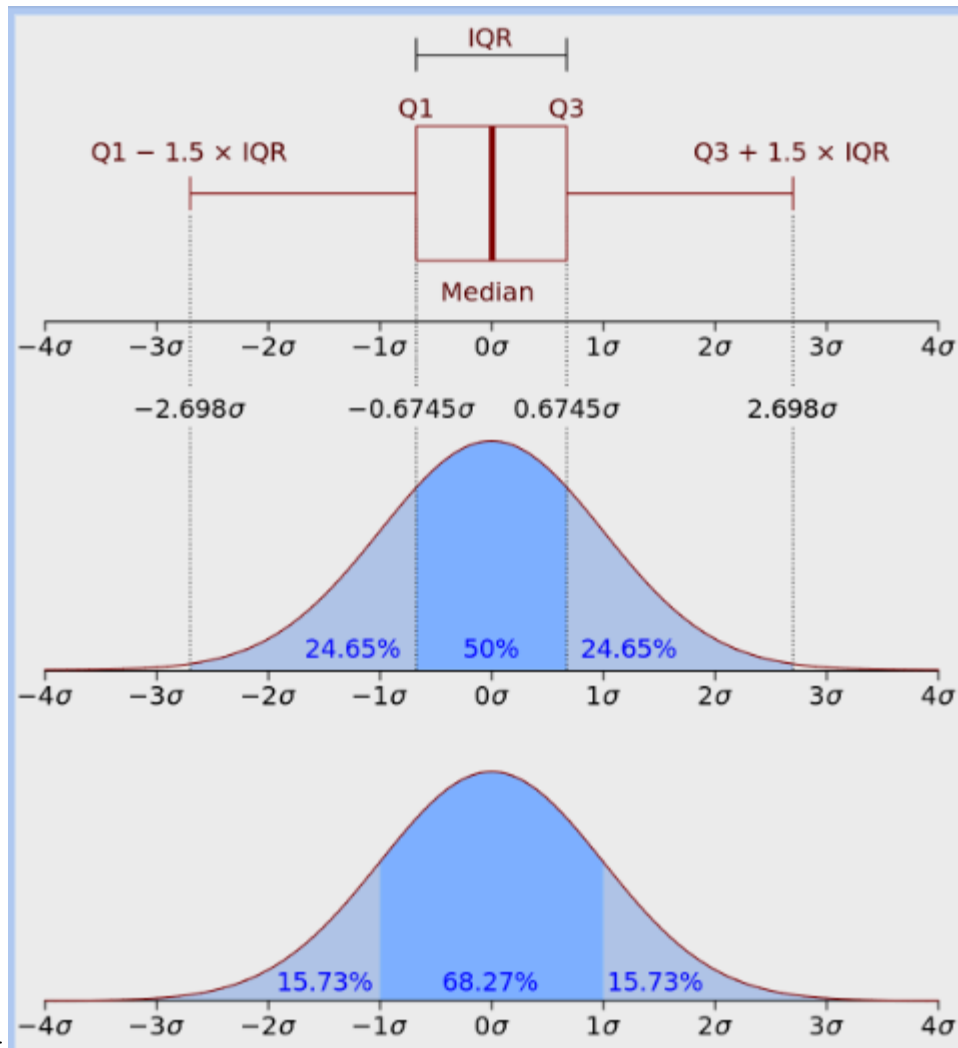 IQR
Q1 Q3
Q1 − 1.5 × IQR Q3 + 1.5 × IQR
Median
−4σ −3σ −2σ −1σ 0σ 1σ 2σ 3σ 4σ
−2.698σ −0.6745σ 0.6745σ 2.698σ
24.65% 50% 24.65%
−4σ −3σ −2σ −1σ 0σ 1σ 2σ 3σ 4σ
15.73% 68.27% 15.73%
−4σ −3σ −2σ −1σ 0σ 1σ 2σ 3σ 4σ